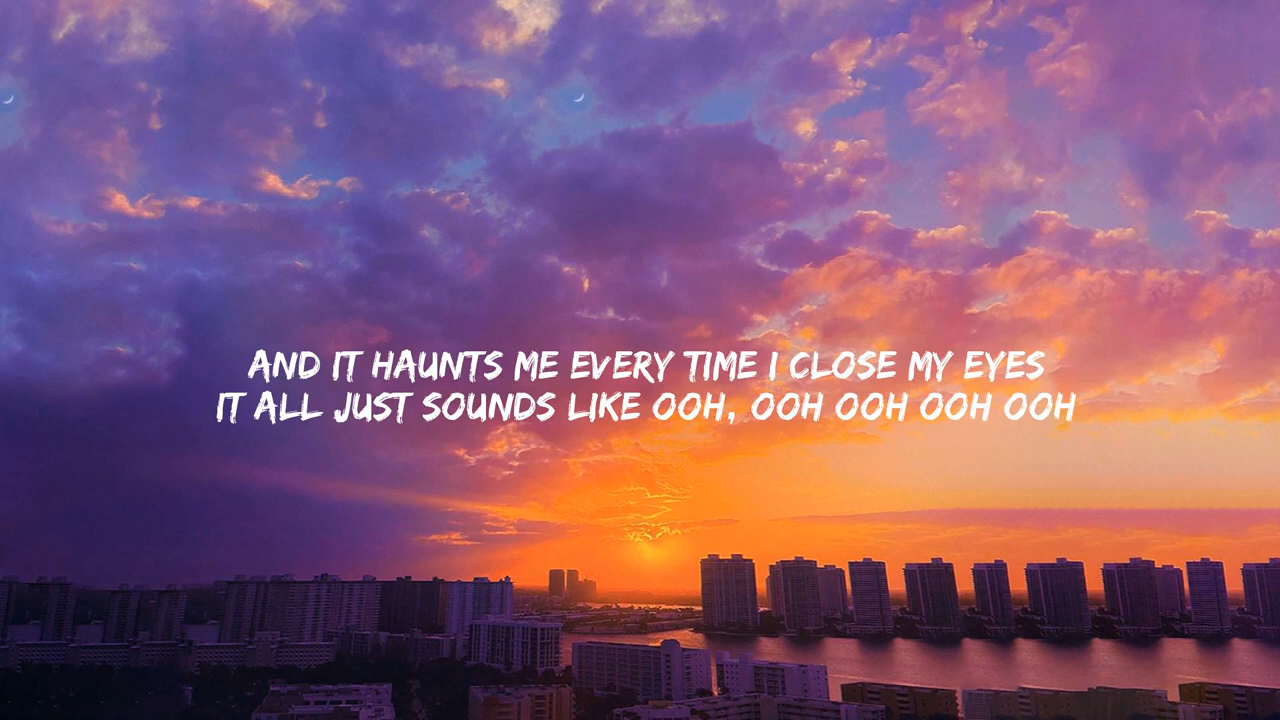 AND IT HAUNTS ME EVERY TIME I CLOSE MY EYES
IT ALL JUST SOUNDS LIKE OOH, OOH OOH OOH OOH